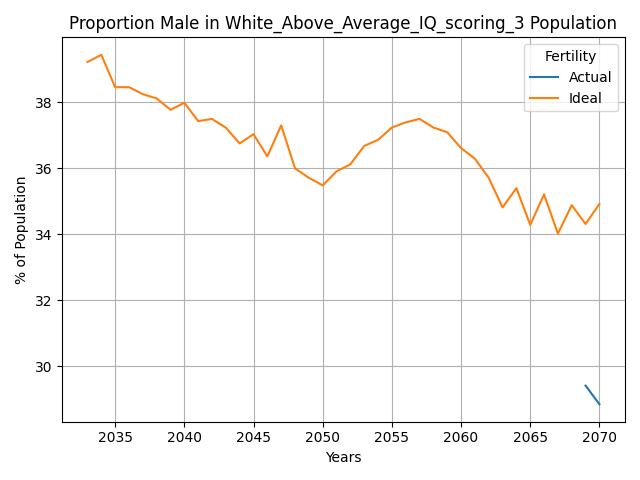 Proportion Male in White_Above_Average_IQ_scoring_3 Population
Fertility
Actual
Ideal
% of Population
38
36
34
32
30
2035 2040 2045 2050 2055 2060 2065 2070
Years